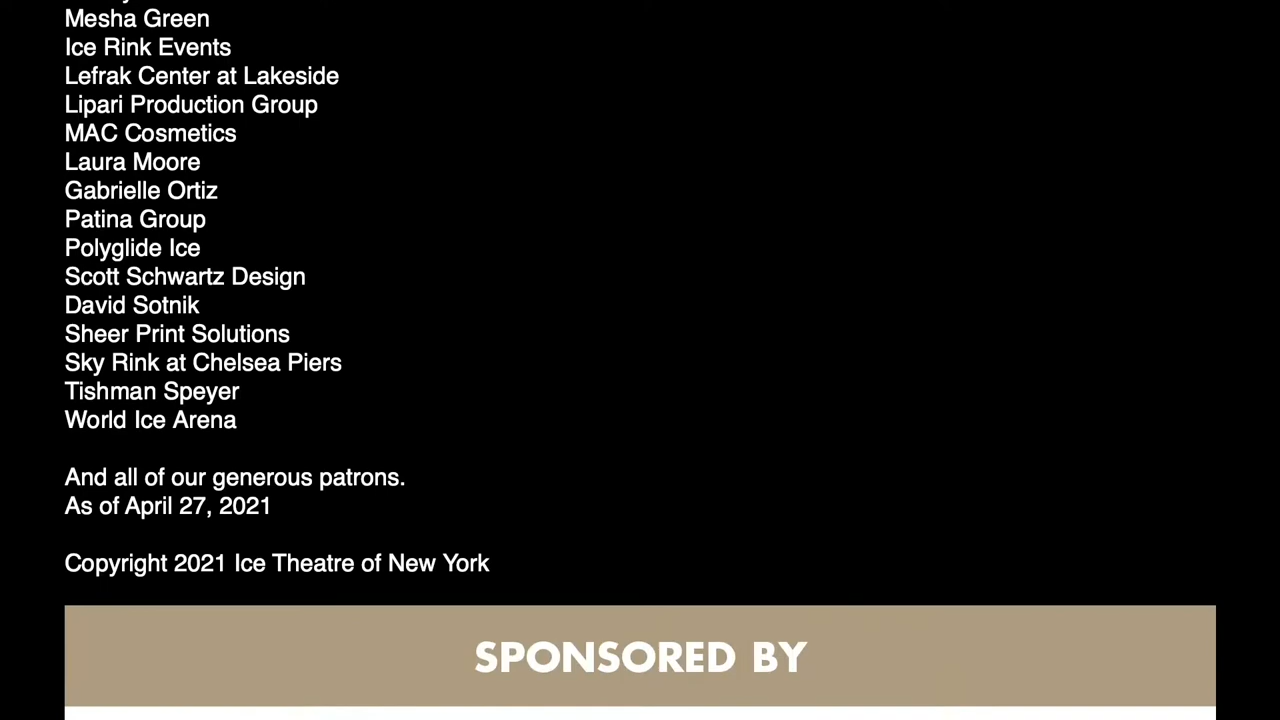 Mesha Green
Ice Rink Events
Lefrak Center at Lakeside
Lipari Production Group
MAC Cosmetics
Laura Moore
Gabrielle Ortiz
Patina Group
Polyglide Ice
Scott Schwartz Design
David Sotnik
Sheer Print Solutions
Sky Rink at Chelsea Piers
Tishman Speyer
World Ice Arena
And all of our generous patrons.
As of April 27, 2021
Copyright 2021 Ice Theatre of New York
SPONSORED BY